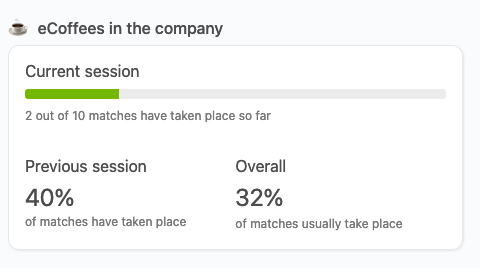 eCoffees in the company
Current session
2 out of 10 matches have taken place so far
Previous session
40%
of matches have taken place
Overall
32%
of matches usually take place